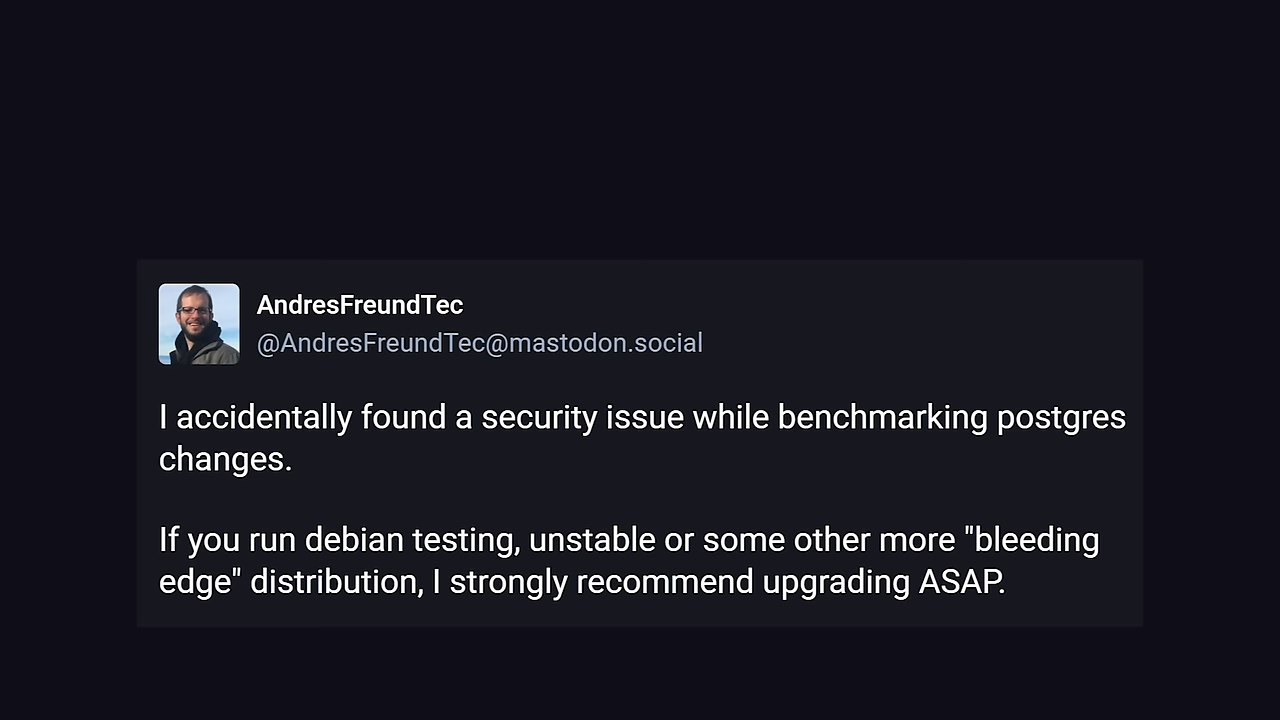 AndresFreundTec
@AndresFreundTec@mastodon.social
I accidentally found a security issue while benchmarking postgres
changes.
If you run debian testing, unstable or some other more "bleeding
edge" distribution, I strongly recommend upgrading ASAP.